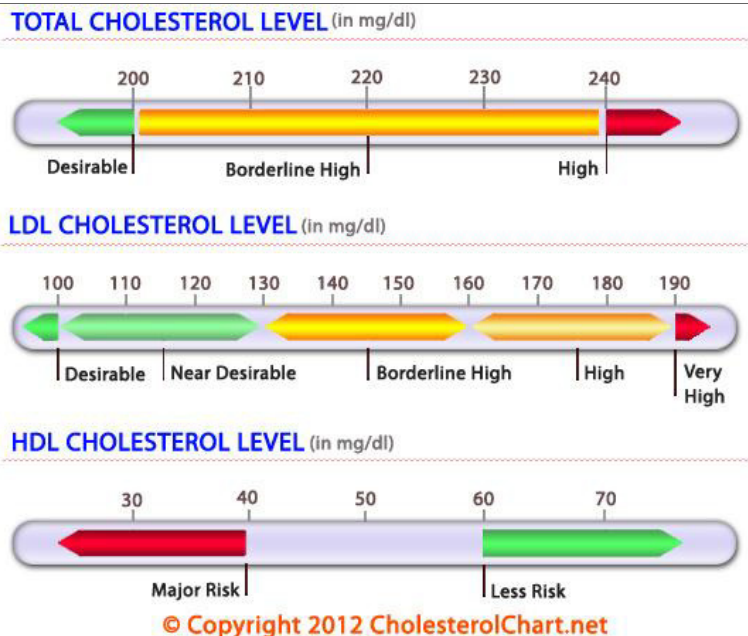 TOTAL CHOLESTEROL LEVEL (in mg/dl)
200 210 220 230 240
Desirable Borderline High High
LDL CHOLESTEROL LEVEL (in mg/dl)
100 110 120 130 140 150 160 170 180 190
Desirable Near Desirable Borderline High High Very High
HDL CHOLESTEROL LEVEL (in mg/dl)
30 40 50 60 70
Major Risk Less Risk
© Copyright 2012 CholesterolChart.net